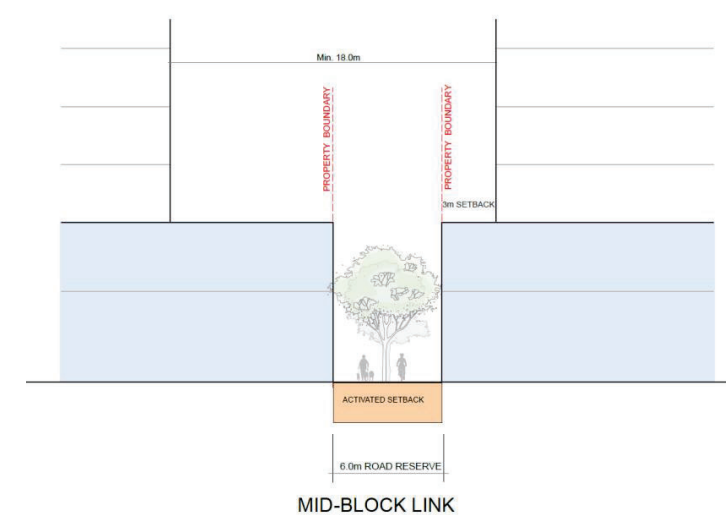 Min. 18.0m
PROPERTY BOUNDARY
PROPERTY BOUNDARY
3m SETBACK
ACTIVATED SETBACK
6.0m ROAD RESERVE
MID-BLOCK LINK